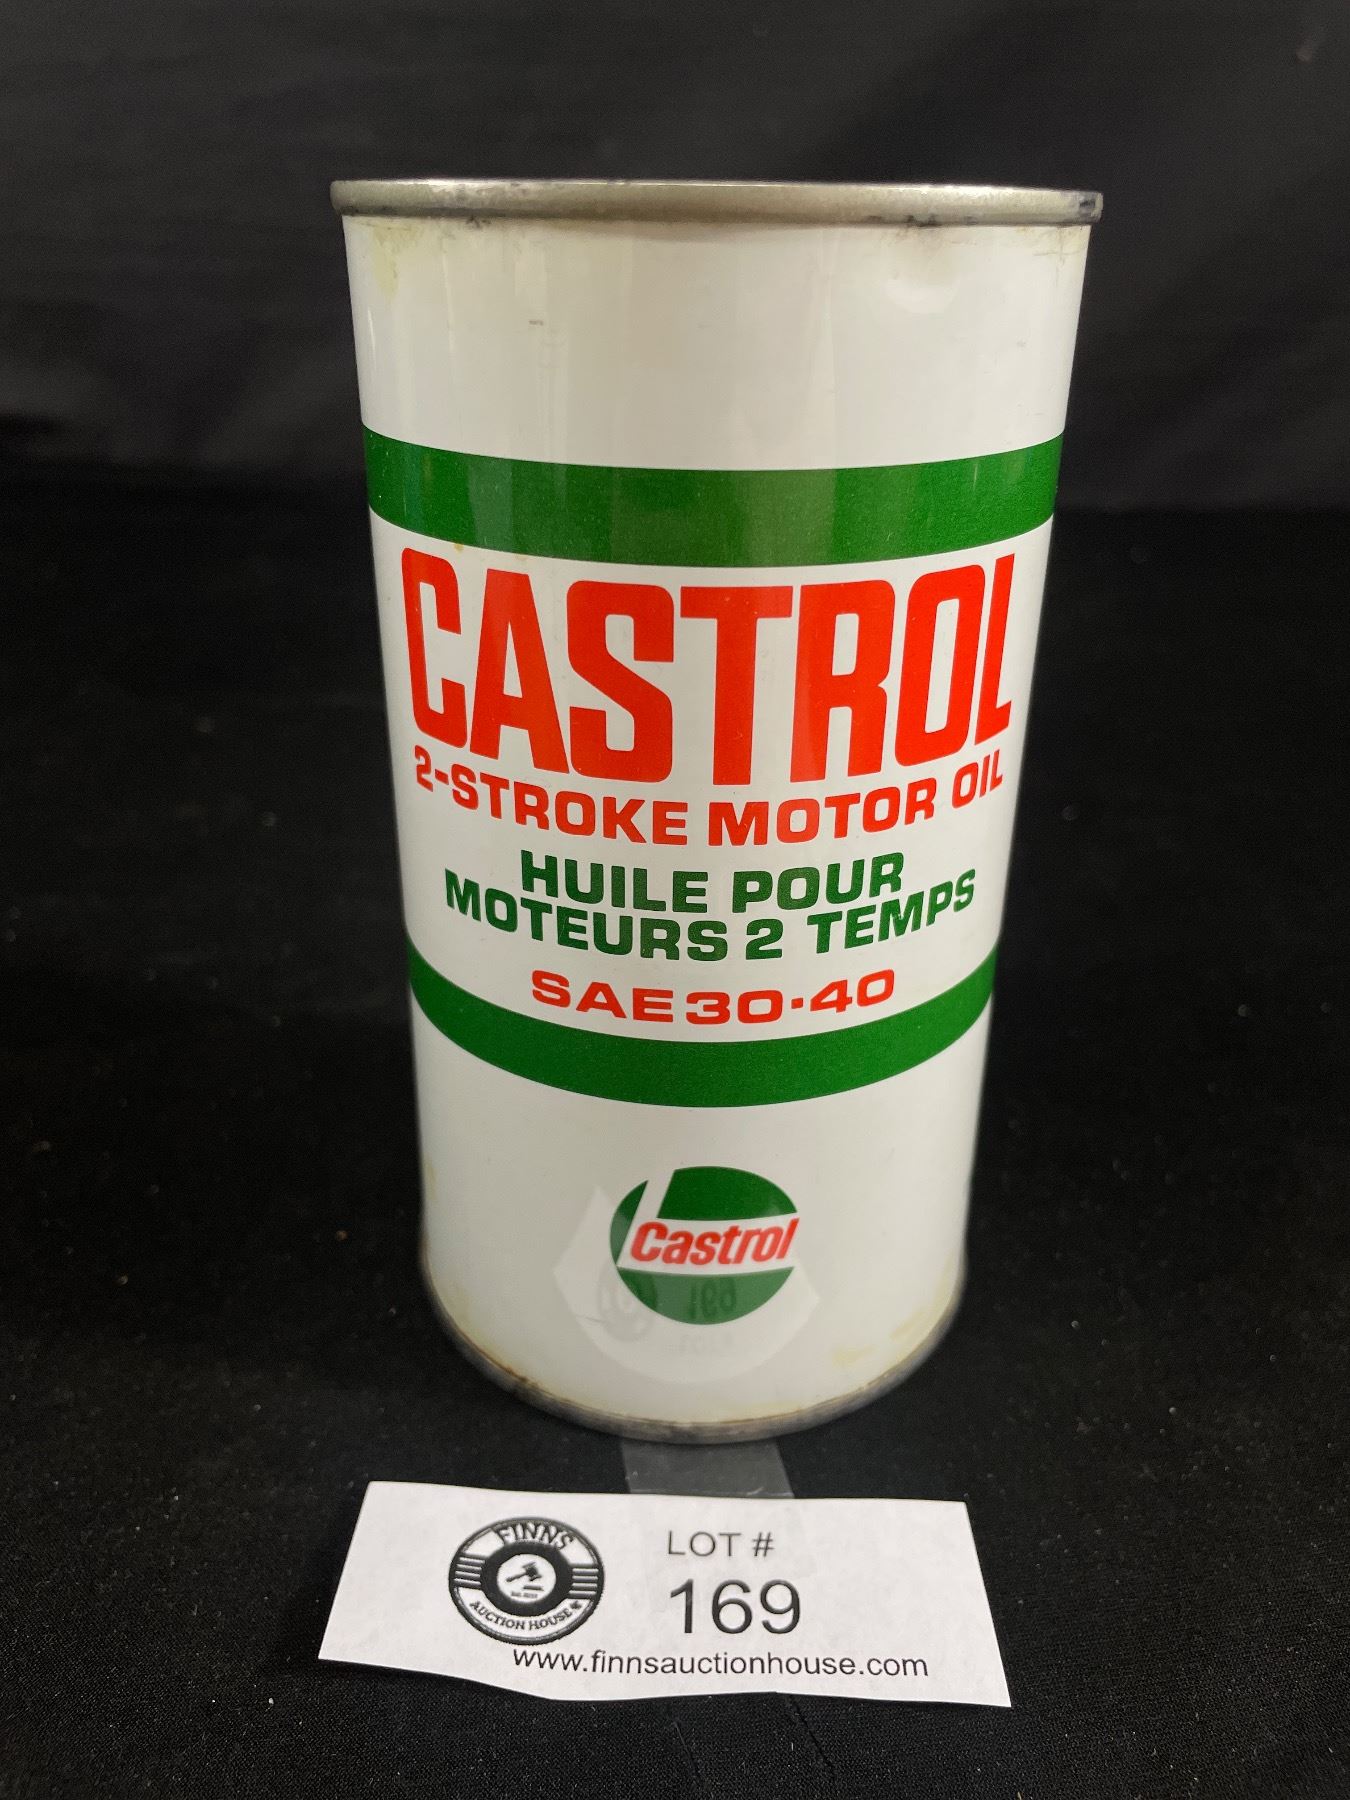 CASTROL
2-STROKE MOTOR OIL
HUILE POUR
MOTEURS 2 TEMPS
SAE 30·40
Castrol
FINNS
AUCTION HOUSE
LOT #
169
www.finnsauctionhouse.com